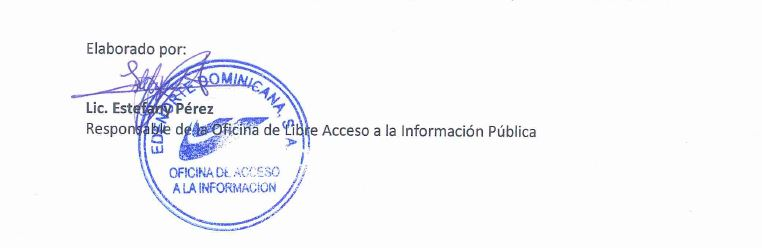 Elaborado por:
Lic. Estefany Pérez
Responsable de la Oficina de Libre Acceso a la Información Pública
EDENORTE DOMINICANA, S.A
OFICINA DE ACCESO
A LA INFORMACION